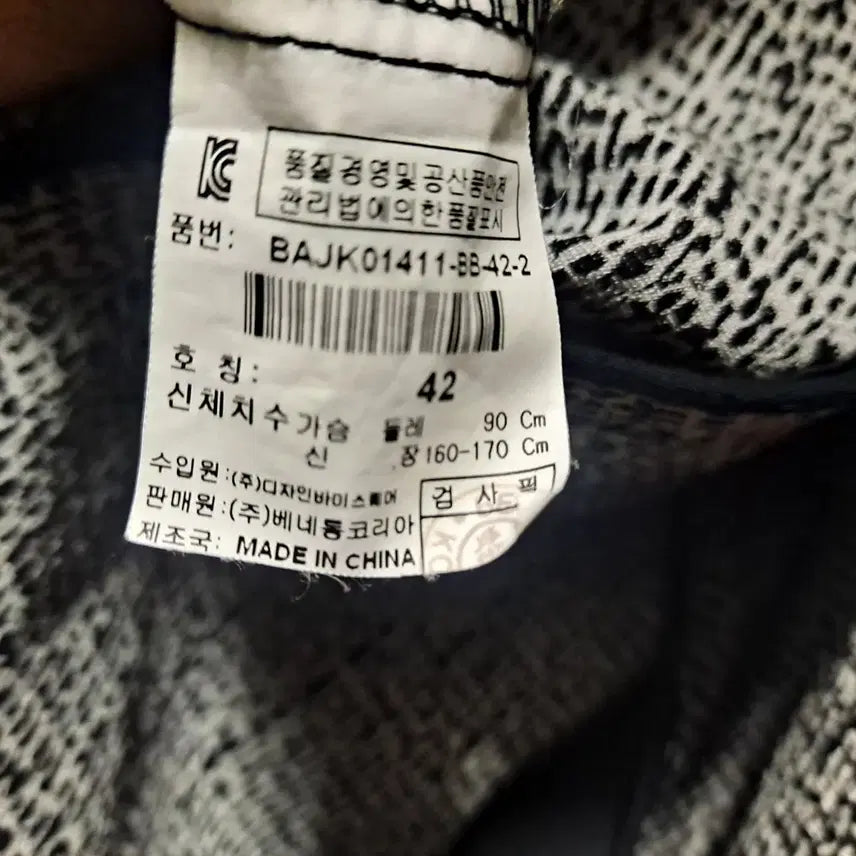 KC
품질경영및공산품안전
관리법에의한품질표시
품번: BAJK01411-BB-42-2
호 칭: 42
신체치수가슴 둘레 90 Cm
신 장 160-170 Cm
수입원:(주)디자인바이스퀘어
판매원:(주)베네통코리아
제조국: MADE IN CHINA
검 사 필